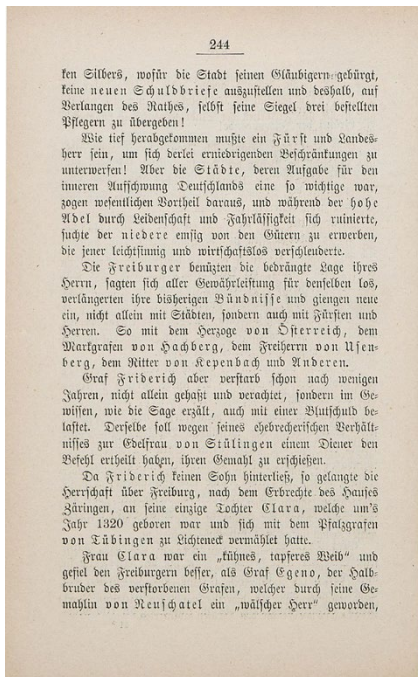 244
ken Silbers, wofür die Stadt seinen Gläubigern gebürgt,
keine neuen Schuldbriefe auszustellen und deshalb, auf
Verlangen des Rathes, selbst seine Siegel drei bestellten
Pflegern zu übergeben!
Wie tief herabgekommen mußte ein Fürst und Landes-
herr sein, um sich derlei erniedrigenden Beschränkungen zu
unterwerfen! Aber die Städte, deren Aufgabe für den
inneren Aufschwung Deutschlands eine so wichtige war,
zogen wesentlichen Vortheil daraus, und während der hohe
Adel durch Leidenschaft und Fahrlässigkeit sich ruinierte,
suchte der niedere emsig von den Gütern zu erwerben,
die jener leichtsinnig und wirtschaftslos verschleuderte.
Die Freiburger benüzten die bedrängte Lage ihres
Herrn, sagten sich aller Gewährleistung für denselben los,
verlängerten ihre bisherigen Bündnisse und giengen neue
ein, nicht allein mit Städten, sondern auch mit Fürsten und
Herren. So mit dem Herzoge von Österreich, dem
Markgrafen von Hachberg, dem Freiherrn von Üsen-
berg, dem Ritter von Kepenbach und Anderen.
Graf Friderich aber verstarb schon nach wenigen
Jahren, nicht allein gehaßt und verachtet, sondern im Ge-
wissen, wie die Sage erzält, auch mit einer Blutschuld be-
lastet. Derselbe soll wegen seines ehebrecherischen Verhält-
nisses zur Edelfrau von Stülingen einem Diener den
Befehl ertheilt haben, ihren Gemahl zu erschießen.
Da Friderich keinen Sohn hinterließ, so gelangte die
Herrschaft über Freiburg, nach dem Erbrechte des Hauses
Zäringen, an seine einzige Tochter Clara, welche um's
Jahr 1320 geboren war und sich mit dem Pfalzgrafen
von Tübingen zu Lichteneck vermählet hatte.
Frau Clara war ein „kühnes, tapferes Weib“ und
gefiel den Freiburgern besser, als Graf Egeno, der Halb-
bruder des verstorbenen Grafen, welcher durch seine Ge-
mahlin von Neuschatel ein „wälscher Herr“ geworden,